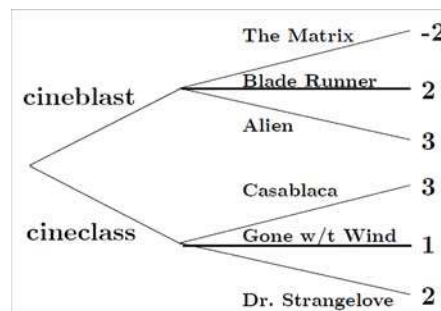 The Matrix -2
cineblast Blade Runner 2
Alien 3
Casablaca 3
cineclass Gone w/t Wind 1
Dr. Strangelove 2